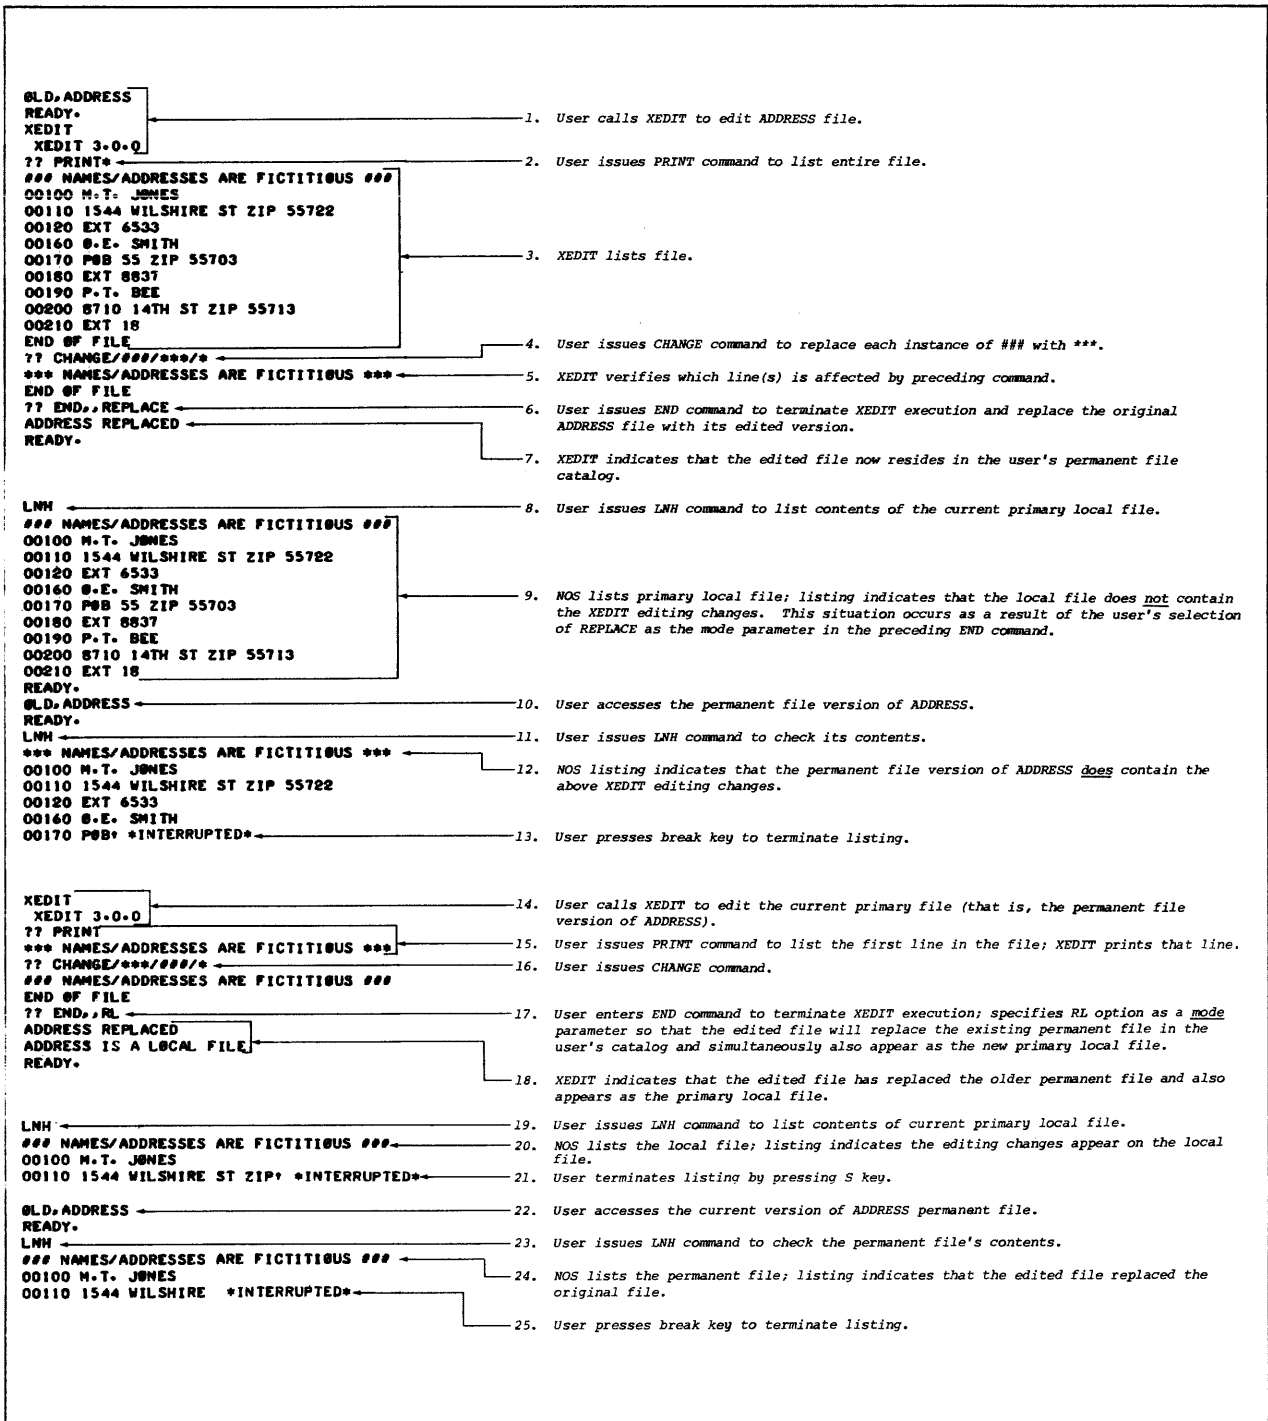 OLD,ADDRESS
READY.
XEDIT
XEDIT 3.0.0
1. User calls XEDIT to edit ADDRESS file.
?? PRINT*
2. User issues PRINT command to list entire file.
### NAMES/ADDRESSES ARE FICTITIOUS ###
00100 M.T. JONES
00110 1544 WILSHIRE ST ZIP 55722
00120 EXT 6533
00160 O.E. SMITH
00170 POB 55 ZIP 55703
00180 EXT 8837
00190 P.T. BEE
00200 8710 14TH ST ZIP 55713
00210 EXT 18
END OF FILE
3. XEDIT lists file.
?? CHANGE/###/***/*
4. User issues CHANGE command to replace each instance of ### with ***.
*** NAMES/ADDRESSES ARE FICTITIOUS ***
5. XEDIT verifies which line(s) is affected by preceding command.
END OF FILE
?? END,,REPLACE
6. User issues END command to terminate XEDIT execution and replace the original
ADDRESS file with its edited version.
ADDRESS REPLACED
READY.
7. XEDIT indicates that the edited file now resides in the user's permanent file
catalog.
LNH
8. User issues LNH command to list contents of the current primary local file.
### NAMES/ADDRESSES ARE FICTITIOUS ###
00100 M.T. JONES
00110 1544 WILSHIRE ST ZIP 55722
00120 EXT 6533
00160 O.E. SMITH
00170 POB 55 ZIP 55703
00180 EXT 8837
00190 P.T. BEE
00200 8710 14TH ST ZIP 55713
00210 EXT 18
READY.
9. NOS lists primary local file; listing indicates that the local file does not contain
the XEDIT editing changes. This situation occurs as a result of the user's selection
of REPLACE as the mode parameter in the preceding END command.
OLD,ADDRESS
10. User accesses the permanent file version of ADDRESS.
READY.
LNH
11. User issues LNH command to check its contents.
*** NAMES/ADDRESSES ARE FICTITIOUS ***
00100 M.T. JONES
00110 1544 WILSHIRE ST ZIP 55722
00120 EXT 6533
00160 O.E. SMITH
12. NOS listing indicates that the permanent file version of ADDRESS does contain the
above XEDIT editing changes.
00170 POB↑ *INTERRUPTED*
13. User presses break key to terminate listing.
XEDIT
XEDIT 3.0.0
14. User calls XEDIT to edit the current primary file (that is, the permanent file
version of ADDRESS).
?? PRINT
*** NAMES/ADDRESSES ARE FICTITIOUS ***
15. User issues PRINT command to list the first line in the file; XEDIT prints that line.
?? CHANGE/***/###/*
16. User issues CHANGE command.
### NAMES/ADDRESSES ARE FICTITIOUS ###
END OF FILE
?? END,,RL
17. User enters END command to terminate XEDIT execution; specifies RL option as a mode
parameter so that the edited file will replace the existing permanent file in the
user's catalog and simultaneously also appear as the new primary local file.
ADDRESS REPLACED
ADDRESS IS A LOCAL FILE
READY.
18. XEDIT indicates that the edited file has replaced the older permanent file and also
appears as the primary local file.
LNH
19. User issues LNH command to list contents of current primary local file.
### NAMES/ADDRESSES ARE FICTITIOUS ###
20. NOS lists the local file; listing indicates the editing changes appear on the local
file.
00100 M.T. JONES
00110 1544 WILSHIRE ST ZIP↑ *INTERRUPTED*
21. User terminates listing by pressing S key.
OLD,ADDRESS
22. User accesses the current version of ADDRESS permanent file.
READY.
LNH
23. User issues LNH command to check the permanent file's contents.
### NAMES/ADDRESSES ARE FICTITIOUS ###
00100 M.T. JONES
24. NOS lists the permanent file; listing indicates that the edited file replaced the
original file.
00110 1544 WILSHIRE *INTERRUPTED*
25. User presses break key to terminate listing.